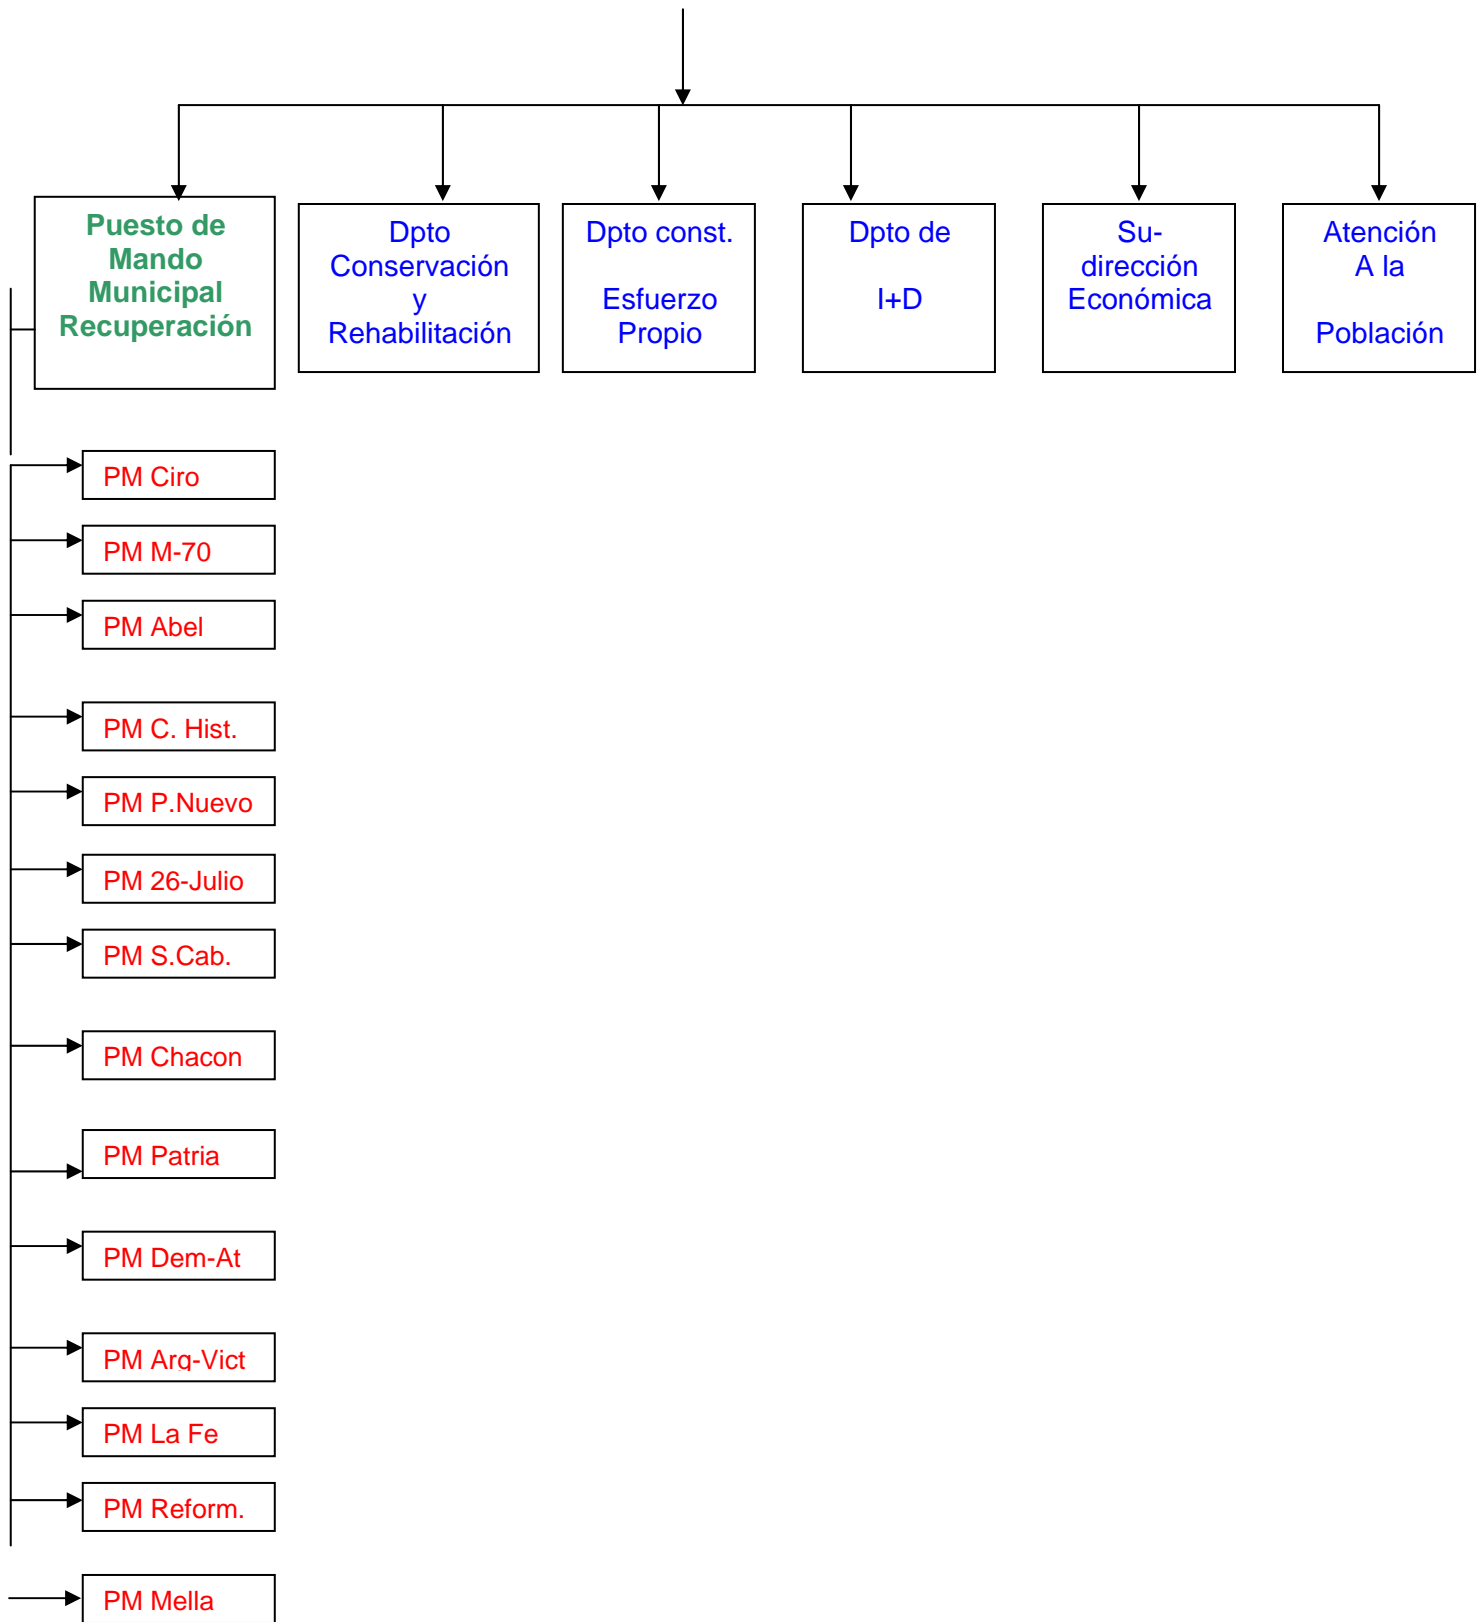 Puesto de
Mando
Municipal
Recuperación
Dpto
Conservación
y
Rehabilitación
Dpto const.
Esfuerzo
Propio
Dpto de
I+D
Su-
dirección
Económica
Atención
A la
Población
PM Ciro
PM M-70
PM Abel
PM C. Hist.
PM P.Nuevo
PM 26-Julio
PM S.Cab.
PM Chacon
PM Patria
PM Dem-At
PM Arg-Vict
PM La Fe
PM Reform.
PM Mella